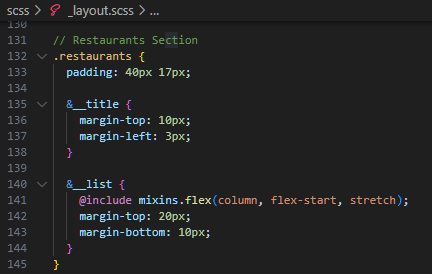 scss > _layout.scss > ...
130
131 // Restaurants Section
132 .restaurants {
133 padding: 40px 17px;
134
135 &__title {
136 margin-top: 10px;
137 margin-left: 3px;
138 }
139
140 &__list {
141 @include mixins.flex(column, flex-start, stretch);
142 margin-top: 20px;
143 margin-bottom: 10px;
144 }
145 }